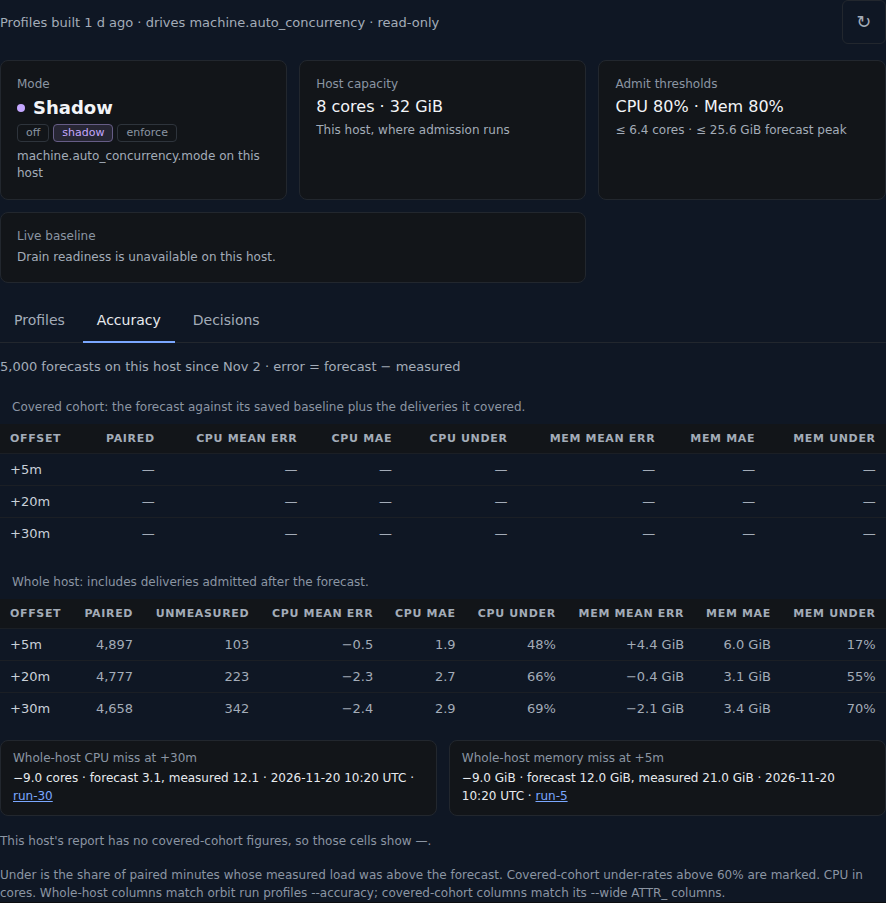 Profiles built 1 d ago · drives machine.auto_concurrency · read-only
↻
Mode
Shadow
off shadow enforce
machine.auto_concurrency.mode on this
host
Host capacity
8 cores · 32 GiB
This host, where admission runs
Admit thresholds
CPU 80% · Mem 80%
≤ 6.4 cores · ≤ 25.6 GiB forecast peak
Live baseline
Drain readiness is unavailable on this host.
Profiles Accuracy Decisions
5,000 forecasts on this host since Nov 2 · error = forecast − measured
Covered cohort: the forecast against its saved baseline plus the deliveries it covered.
OFFSET PAIRED CPU MEAN ERR CPU MAE CPU UNDER MEM MEAN ERR MEM MAE MEM UNDER
+5m — — — — — — —
+20m — — — — — — —
+30m — — — — — — —
Whole host: includes deliveries admitted after the forecast.
OFFSET PAIRED UNMEASURED CPU MEAN ERR CPU MAE CPU UNDER MEM MEAN ERR MEM MAE MEM UNDER
+5m 4,897 103 −0.5 1.9 48% +4.4 GiB 6.0 GiB 17%
+20m 4,777 223 −2.3 2.7 66% −0.4 GiB 3.1 GiB 55%
+30m 4,658 342 −2.4 2.9 69% −2.1 GiB 3.4 GiB 70%
Whole-host CPU miss at +30m
−9.0 cores · forecast 3.1, measured 12.1 · 2026-11-20 10:20 UTC ·
run-30
Whole-host memory miss at +5m
−9.0 GiB · forecast 12.0 GiB, measured 21.0 GiB · 2026-11-20
10:20 UTC · run-5
This host's report has no covered-cohort figures, so those cells show —.
Under is the share of paired minutes whose measured load was above the forecast. Covered-cohort under-rates above 60% are marked. CPU in
cores. Whole-host columns match orbit run profiles --accuracy; covered-cohort columns match its --wide ATTR_ columns.